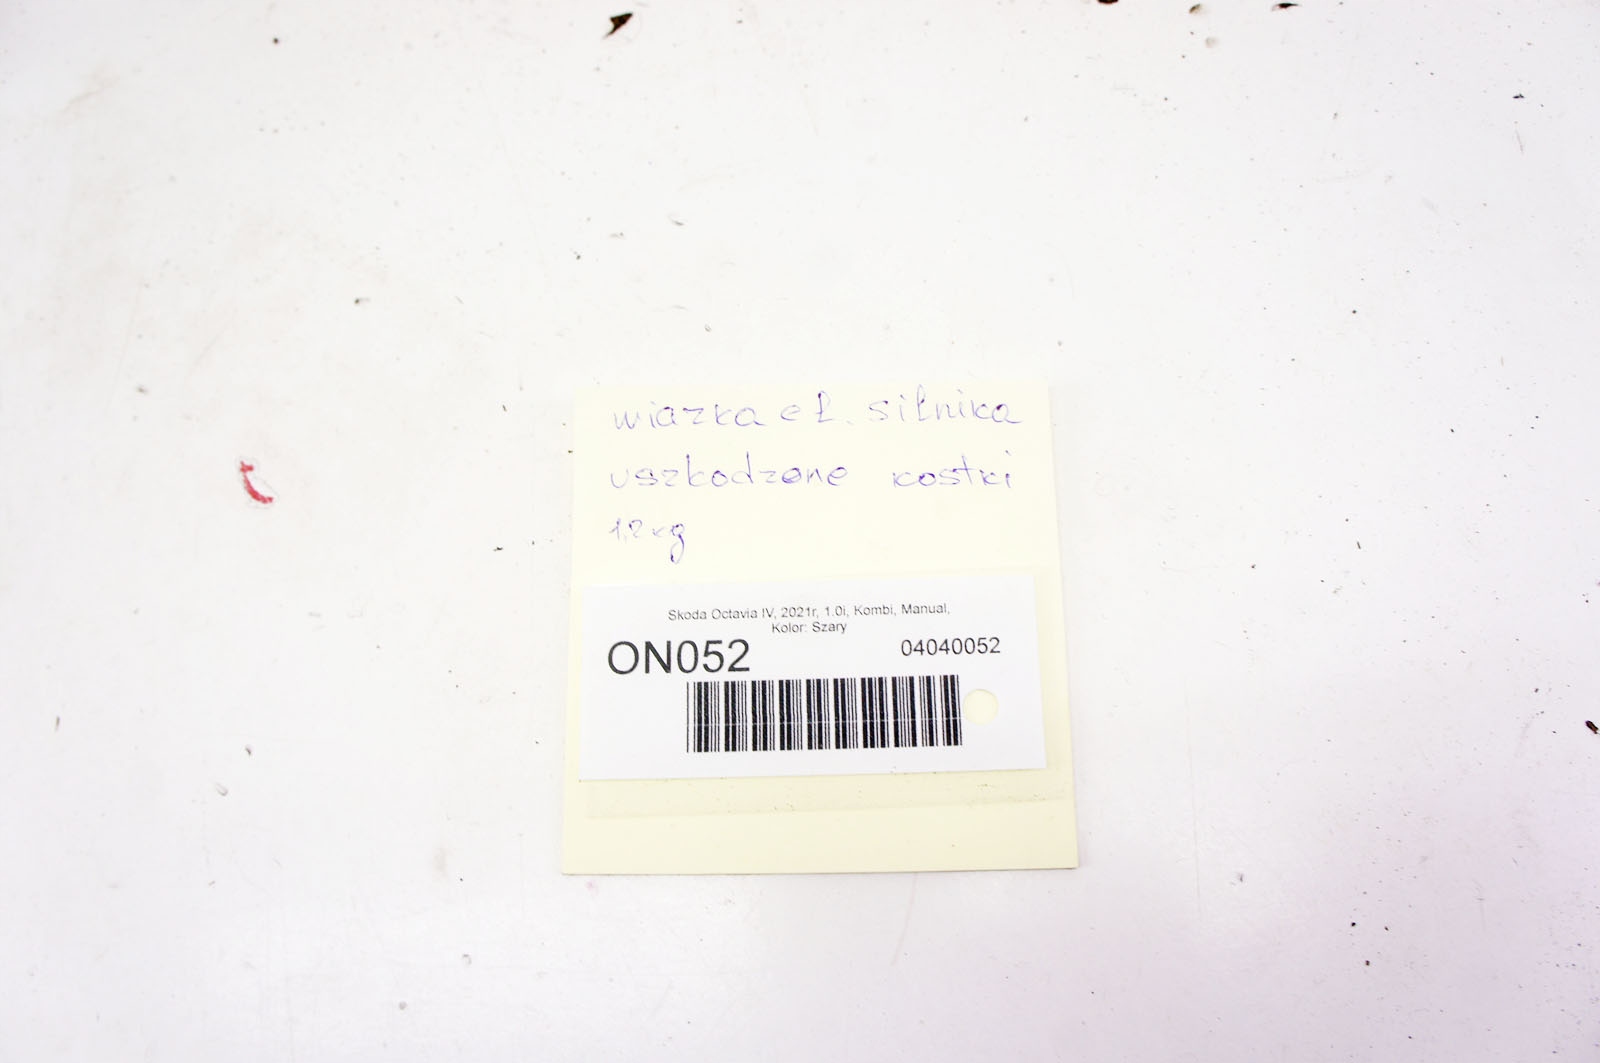 wiazka eł. silnika
uszkodzone kostki
1,2 kg
Skoda Octavia IV, 2021r, 1.0i, Kombi, Manual,
Kolor: Szary
ON052 04040052